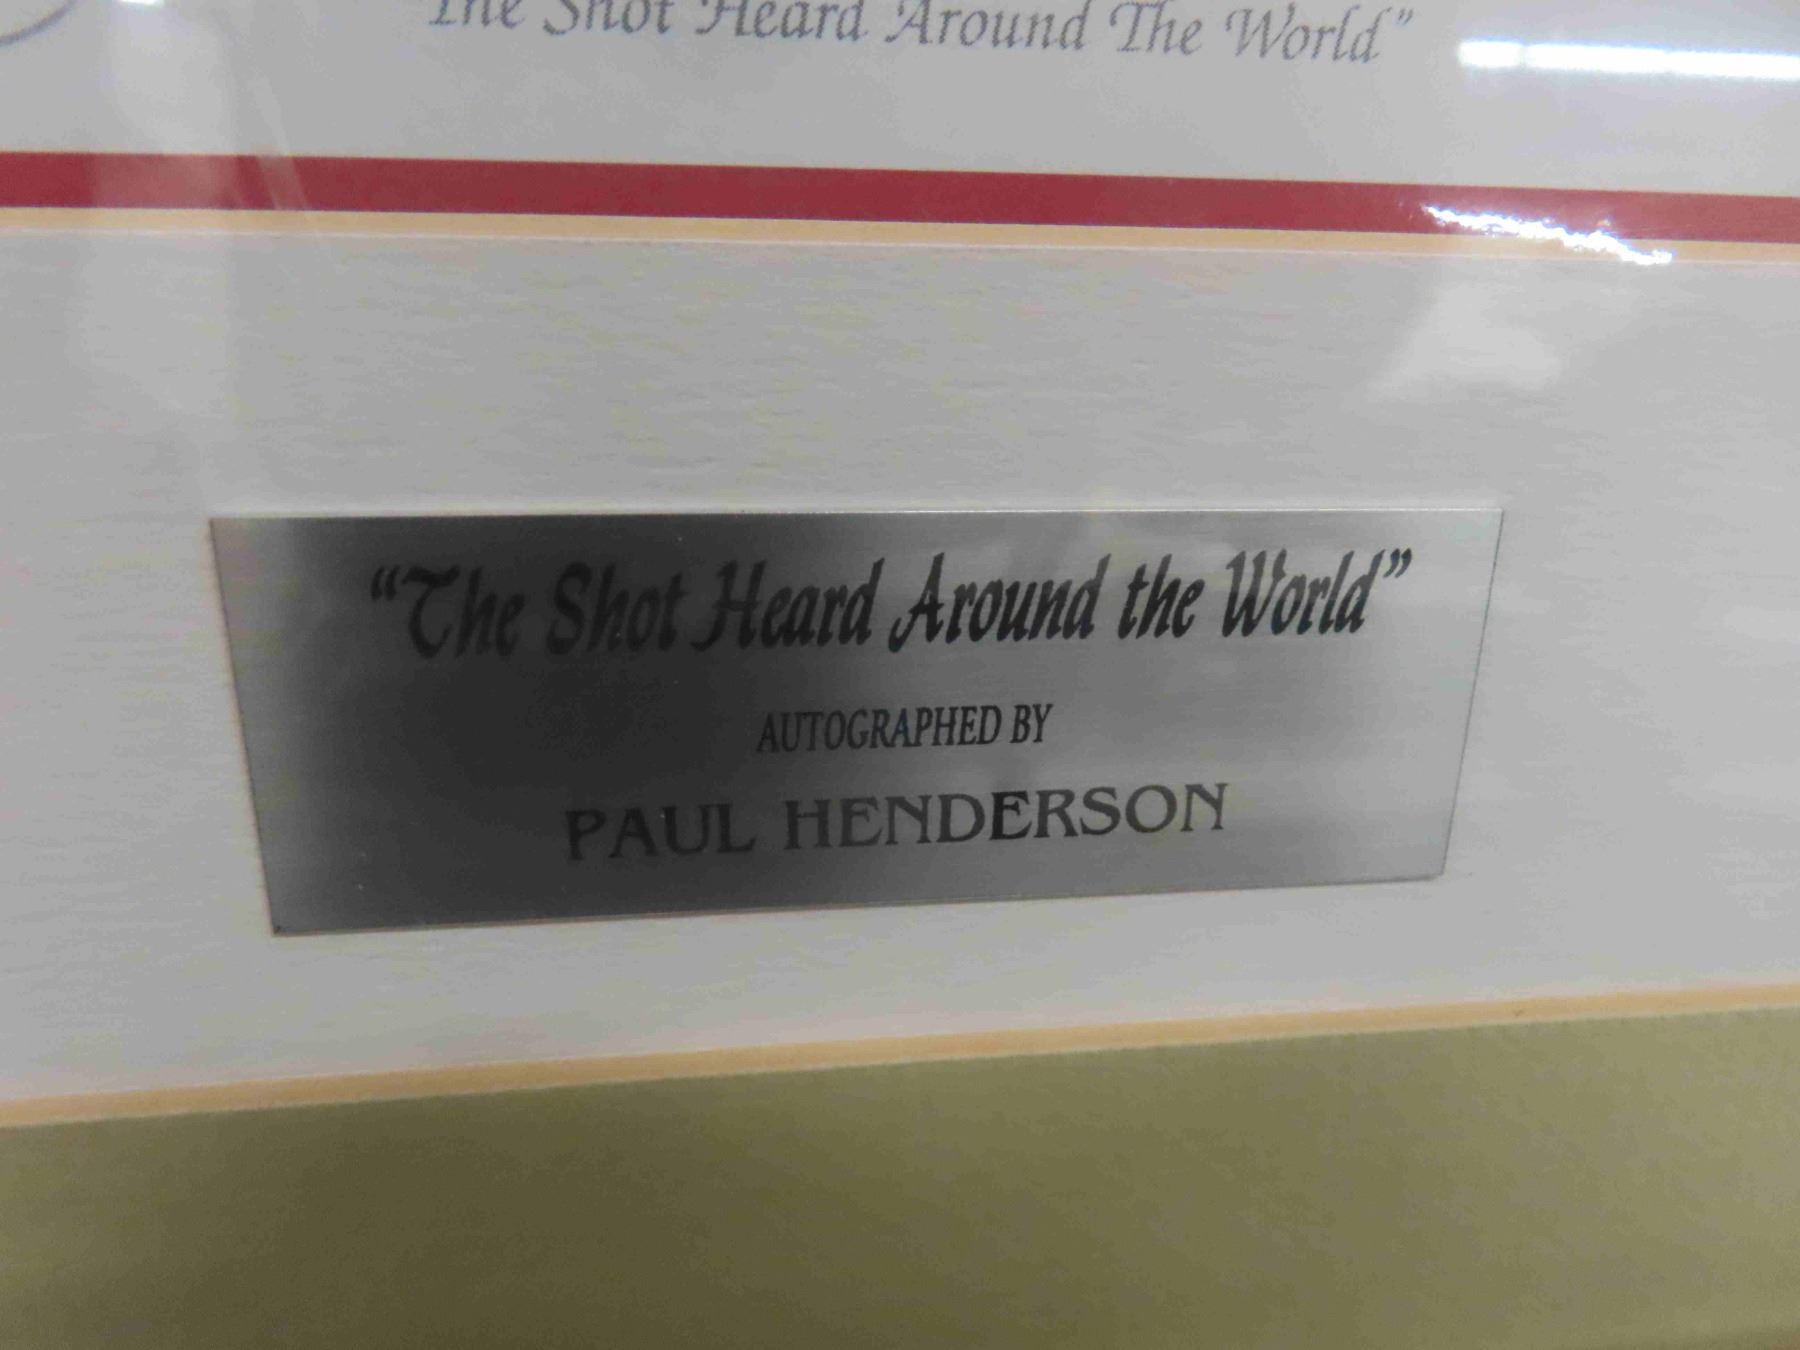 "The Shot Heard Around The World"
"The Shot Heard Around the World"
AUTOGRAPHED BY
PAUL HENDERSON